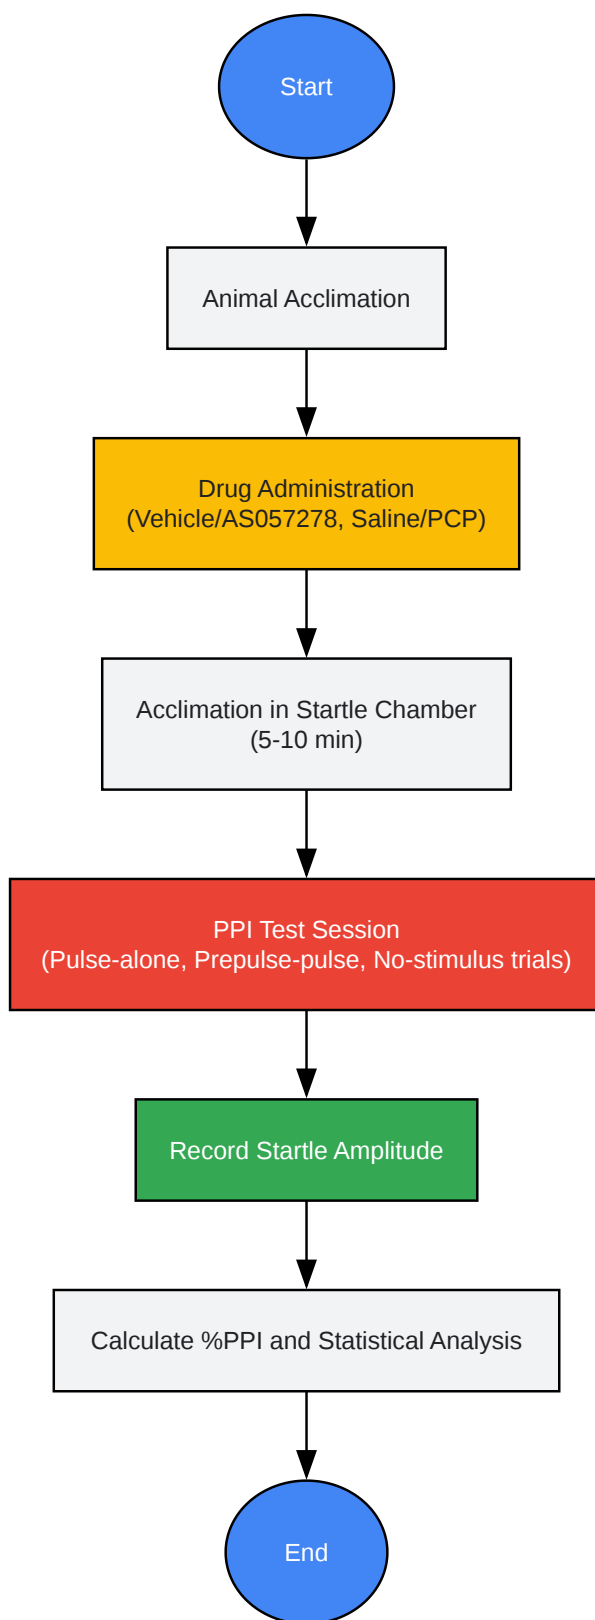 Start
Animal Acclimation
Drug Administration
(Vehicle/AS057278, Saline/PCP)
Acclimation in Startle Chamber
(5-10 min)
PPI Test Session
(Pulse-alone, Prepulse-pulse, No-stimulus trials)
Record Startle Amplitude
Calculate %PPI and Statistical Analysis
End